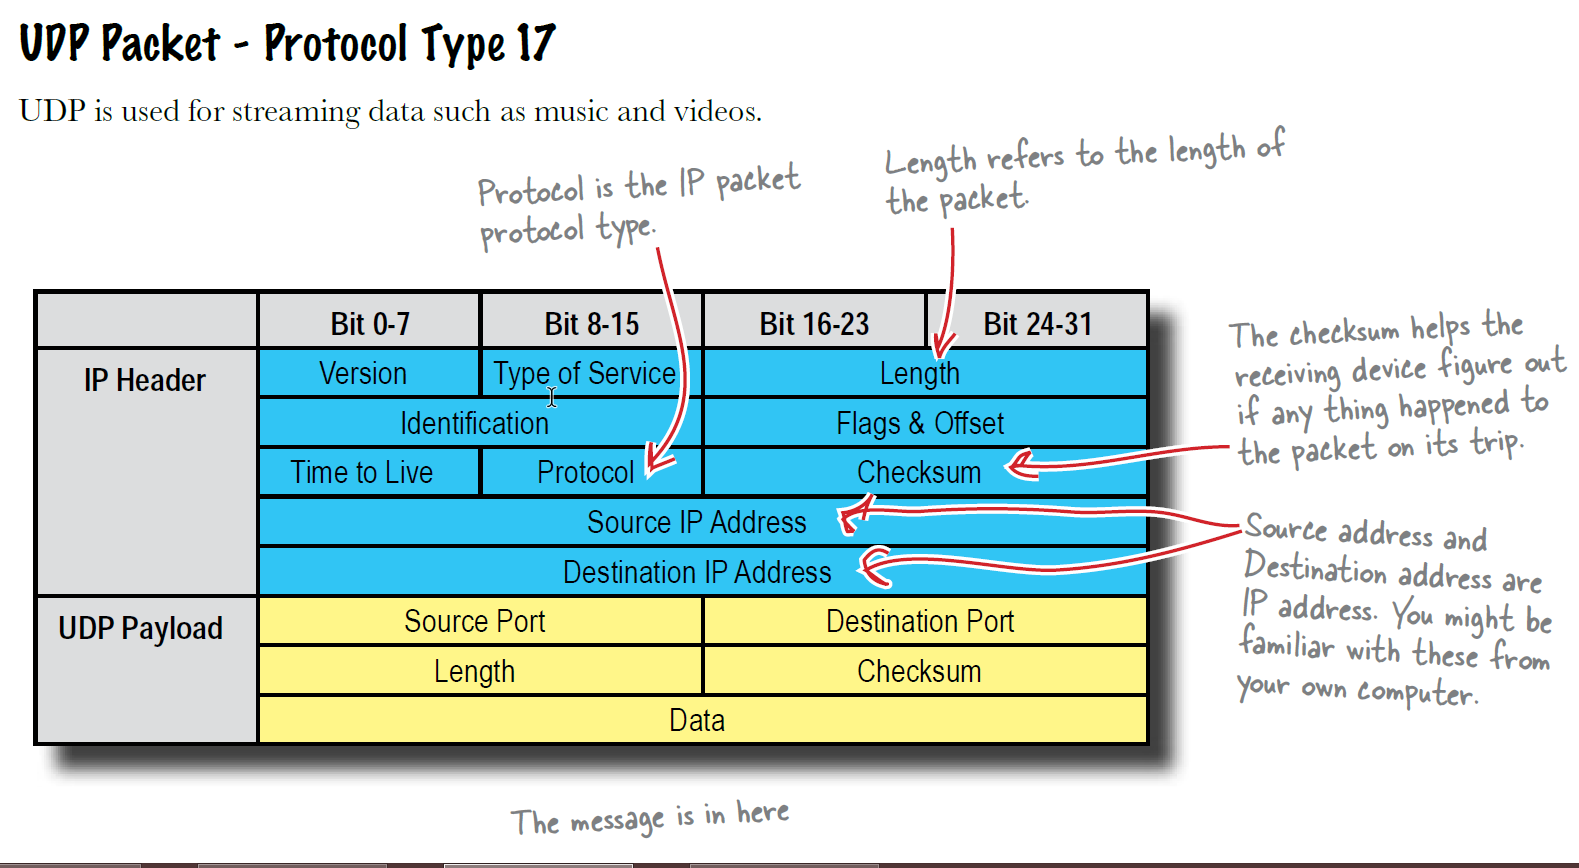 UDP Packet - Protocol Type 17
UDP is used for streaming data such as music and videos.
Protocol is the IP packet
protocol type.
Length refers to the length of
the packet.
Bit 0-7 Bit 8-15 Bit 16-23 Bit 24-31
IP Header
Version Type of Service Length
Identification Flags & Offset
Time to Live Protocol Checksum
Source IP Address
Destination IP Address
UDP Payload
Source Port Destination Port
Length Checksum
Data
The checksum helps the
receiving device figure out
if any thing happened to
the packet on its trip.
Source address and
Destination address are
IP address. You might be
familiar with these from
your own computer.
The message is in here